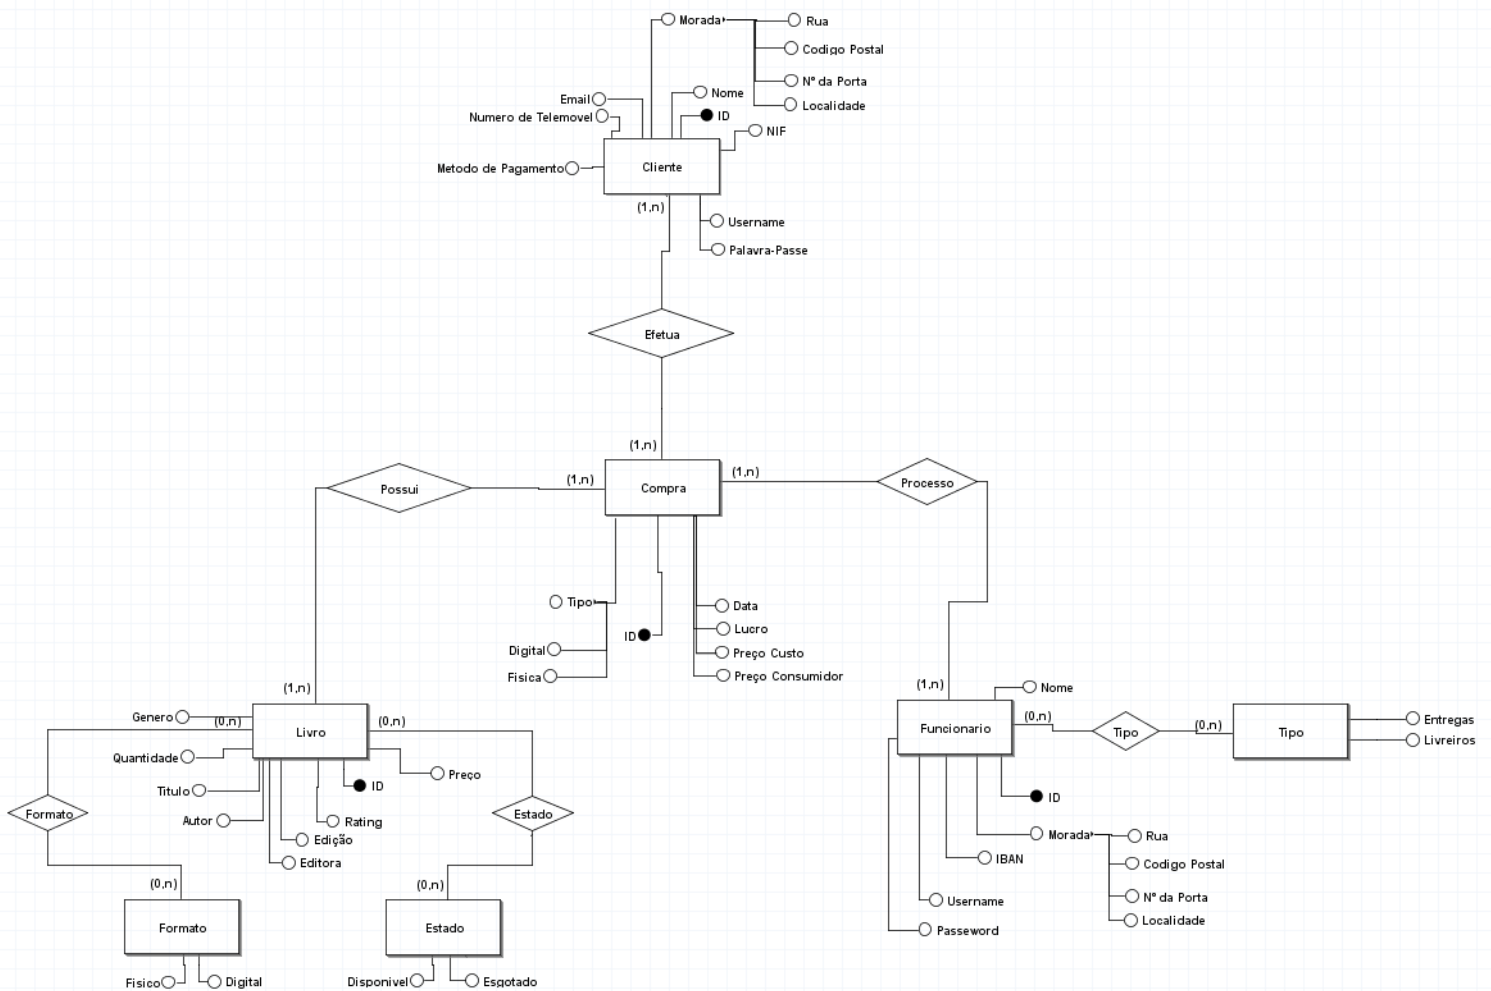 Morada
Rua
Codigo Postal
Nº da Porta
Localidade
Email
Nome
Numero de Telemovel
ID
NIF
Metodo de Pagamento
Cliente
(1,n)
Username
Palavra-Passe
Efetua
(1,n)
Possui
(1,n)
Compra
(1,n)
Processo
Tipo
Digital
Fisica
ID
Data
Lucro
Preço Custo
Preço Consumidor
(1,n)
Genero
(0,n)
Livro
(0,n)
Quantidade
Titulo
Autor
ID
Preço
Rating
Edição
Editora
Formato
Estado
(0,n)
Formato
Fisico
Digital
(0,n)
Estado
Disponivel
Esgotado
(1,n)
Nome
Funcionario
(0,n)
Tipo
(0,n)
Tipo
Entregas
Livreiros
ID
Morada
Rua
Codigo Postal
Nº da Porta
Localidade
IBAN
Username
Passeword